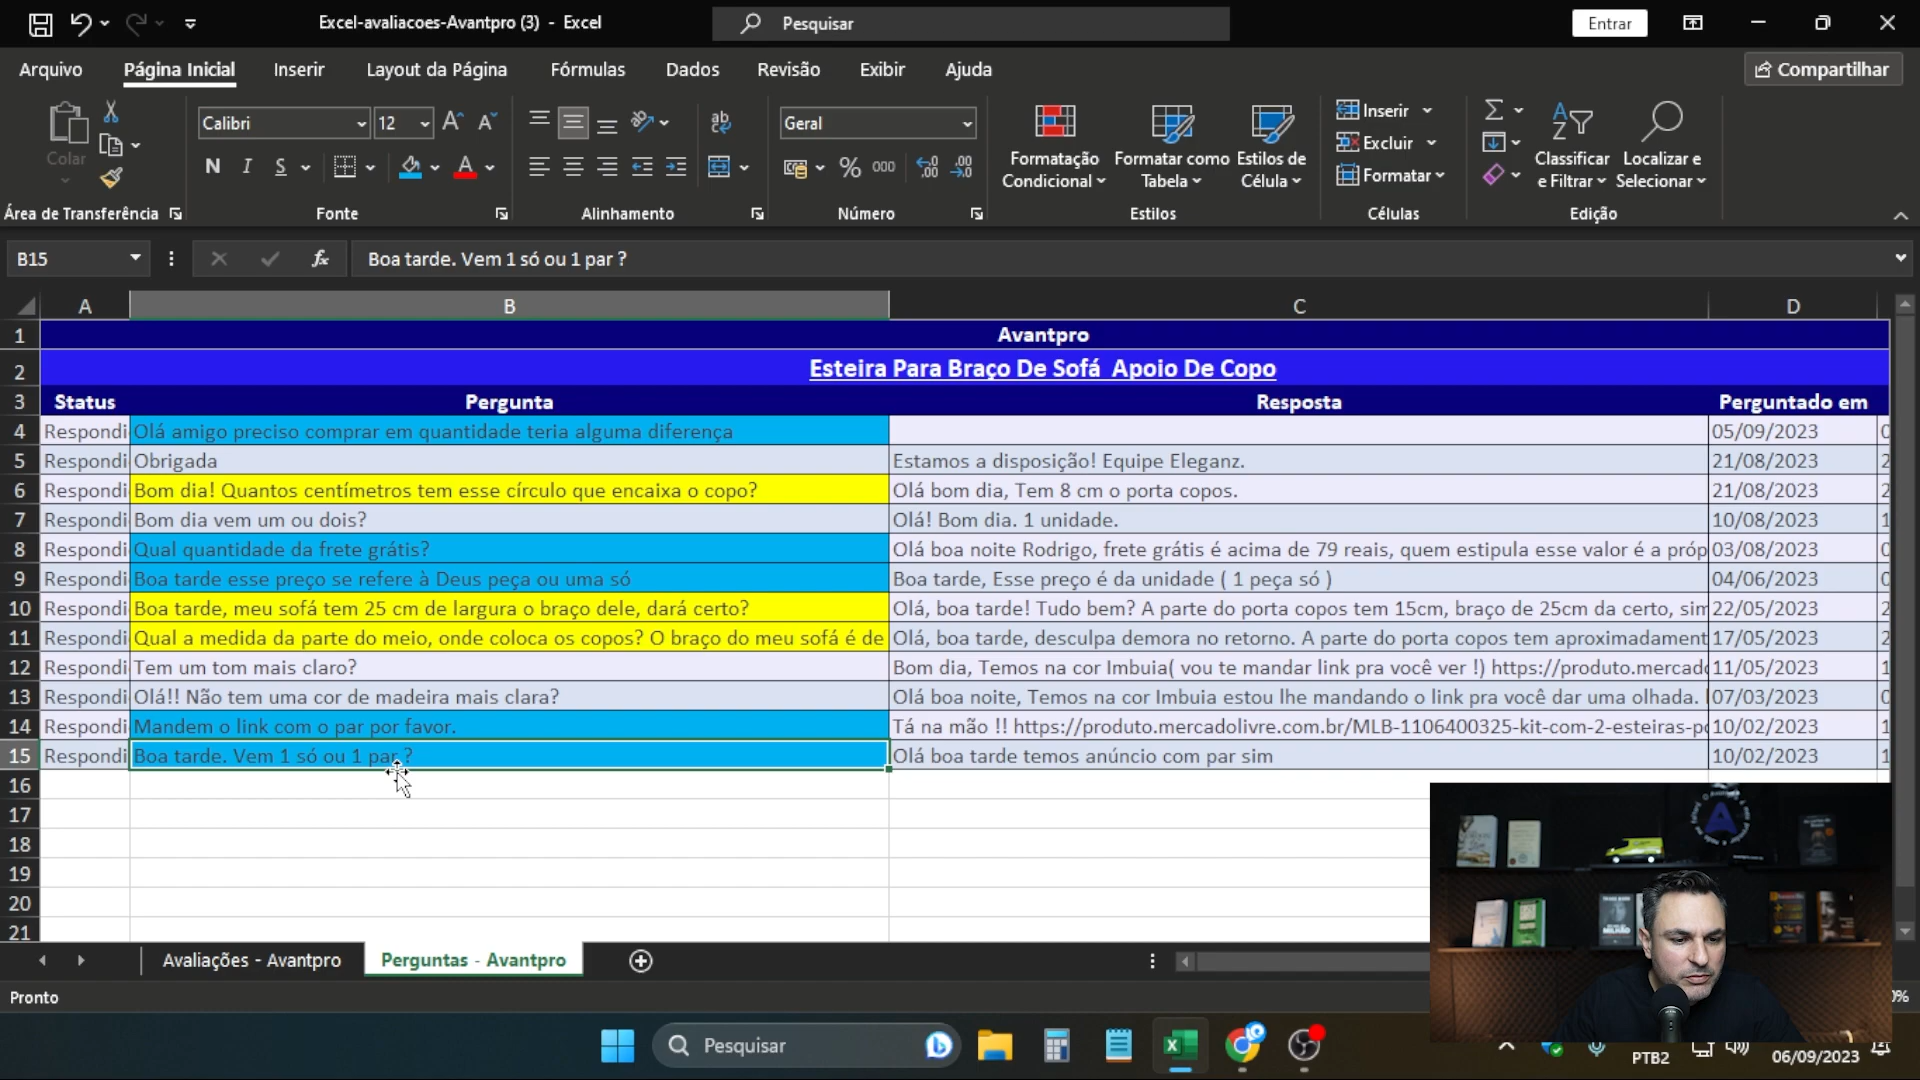 Excel-avaliacoes-Avantpro (3) - Excel
Pesquisar
Entrar
Arquivo
Página Inicial
Inserir
Layout da Página
Fórmulas
Dados
Revisão
Exibir
Ajuda
Compartilhar
Colar
Calibri
12
N I S
Geral
% 000
Formatação Condicional
Formatar como Tabela
Estilos de Célula
Inserir
Excluir
Formatar
Classificar e Filtrar
Localizar e Selecionar
Área de Transferência
Fonte
Alinhamento
Número
Estilos
Células
Edição
B15
fx
Boa tarde. Vem 1 só ou 1 par ?
A B C D
1 Avantpro
2 Esteira Para Braço De Sofá Apoio De Copo
3 Status Pergunta Resposta Perguntado em
4 Respondi Olá amigo preciso comprar em quantidade teria alguma diferença 05/09/2023 0
5 Respondi Obrigada Estamos a disposição! Equipe Eleganz. 21/08/2023 2
6 Respondi Bom dia! Quantos centímetros tem esse círculo que encaixa o copo? Olá bom dia, Tem 8 cm o porta copos. 21/08/2023 2
7 Respondi Bom dia vem um ou dois? Olá! Bom dia. 1 unidade. 10/08/2023 1
8 Respondi Qual quantidade da frete grátis? Olá boa noite Rodrigo, frete grátis é acima de 79 reais, quem estipula esse valor é a próp 03/08/2023 0
9 Respondi Boa tarde esse preço se refere à Deus peça ou uma só Boa tarde, Esse preço é da unidade ( 1 peça só ) 04/06/2023 0
10 Respondi Boa tarde, meu sofá tem 25 cm de largura o braço dele, dará certo? Olá, boa tarde! Tudo bem? A parte do porta copos tem 15cm, braço de 25cm da certo, sim 22/05/2023 2
11 Respondi Qual a medida da parte do meio, onde coloca os copos? O braço do meu sofá é de Olá, boa tarde, desculpa demora no retorno. A parte do porta copos tem aproximadament 17/05/2023 2
12 Respondi Tem um tom mais claro? Bom dia, Temos na cor Imbuia( vou te mandar link pra você ver !) https://produto.mercado 11/05/2023 1
13 Respondi Olá!! Não tem uma cor de madeira mais clara? Olá boa noite, Temos na cor Imbuia estou lhe mandando o link pra você dar uma olhada. 07/03/2023 0
14 Respondi Mandem o link com o par por favor. Tá na mão !! https://produto.mercadolivre.com.br/MLB-1106400325-kit-com-2-esteiras-po 10/02/2023 1
15 Respondi Boa tarde. Vem 1 só ou 1 par ? Olá boa tarde temos anúncio com par sim 10/02/2023 1
16
17
18
19
20
21
Avaliações - Avantpro
Perguntas - Avantpro
Pronto
Pesquisar
PTB2
06/09/2023